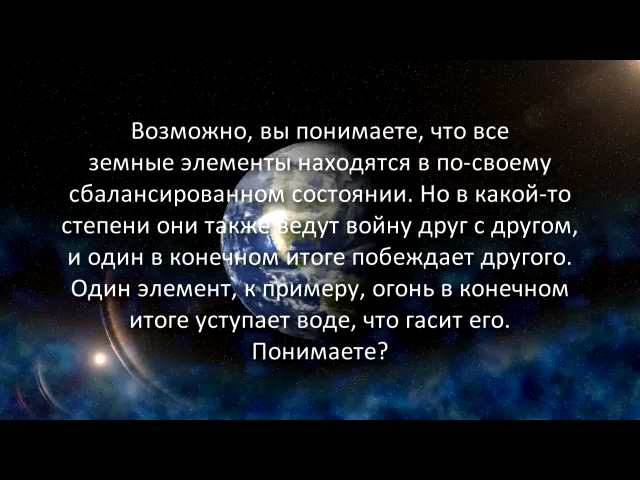 Возможно, вы понимаете, что все
земные элементы находятся в по-своему
сбалансированном состоянии. Но в какой-то
степени они также ведут войну друг с другом,
и один в конечном итоге побеждает другого.
Один элемент, к примеру, огонь в конечном
итоге уступает воде, что гасит его.
Понимаете?